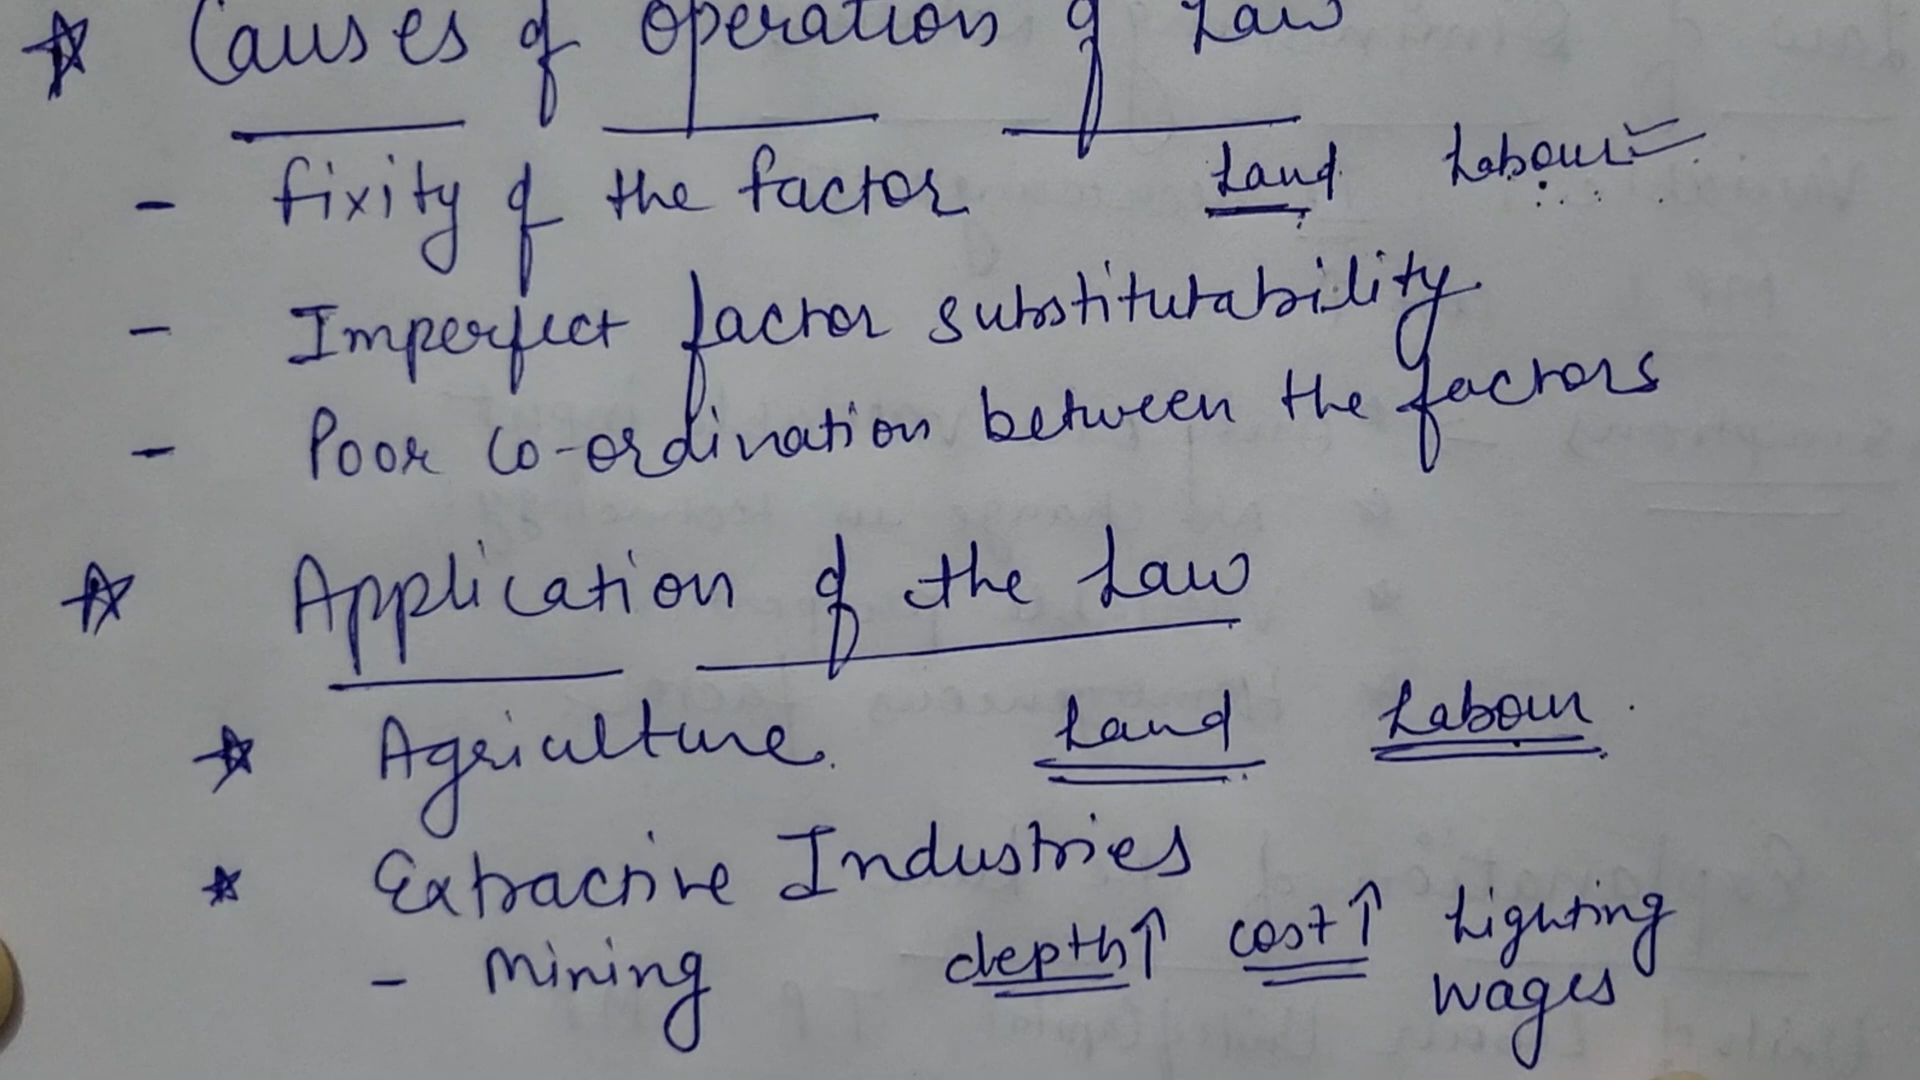 ☆ Causes of operation of Law
- fixity of the factor Land Labour
- Imperfect factor substitutability
- Poor co-ordination between the factors
☆ Application of the Law
☆ Agriculture. Land Labour.
☆ Extractive Industries
- Mining depth↑ cost↑ Lighting
wages